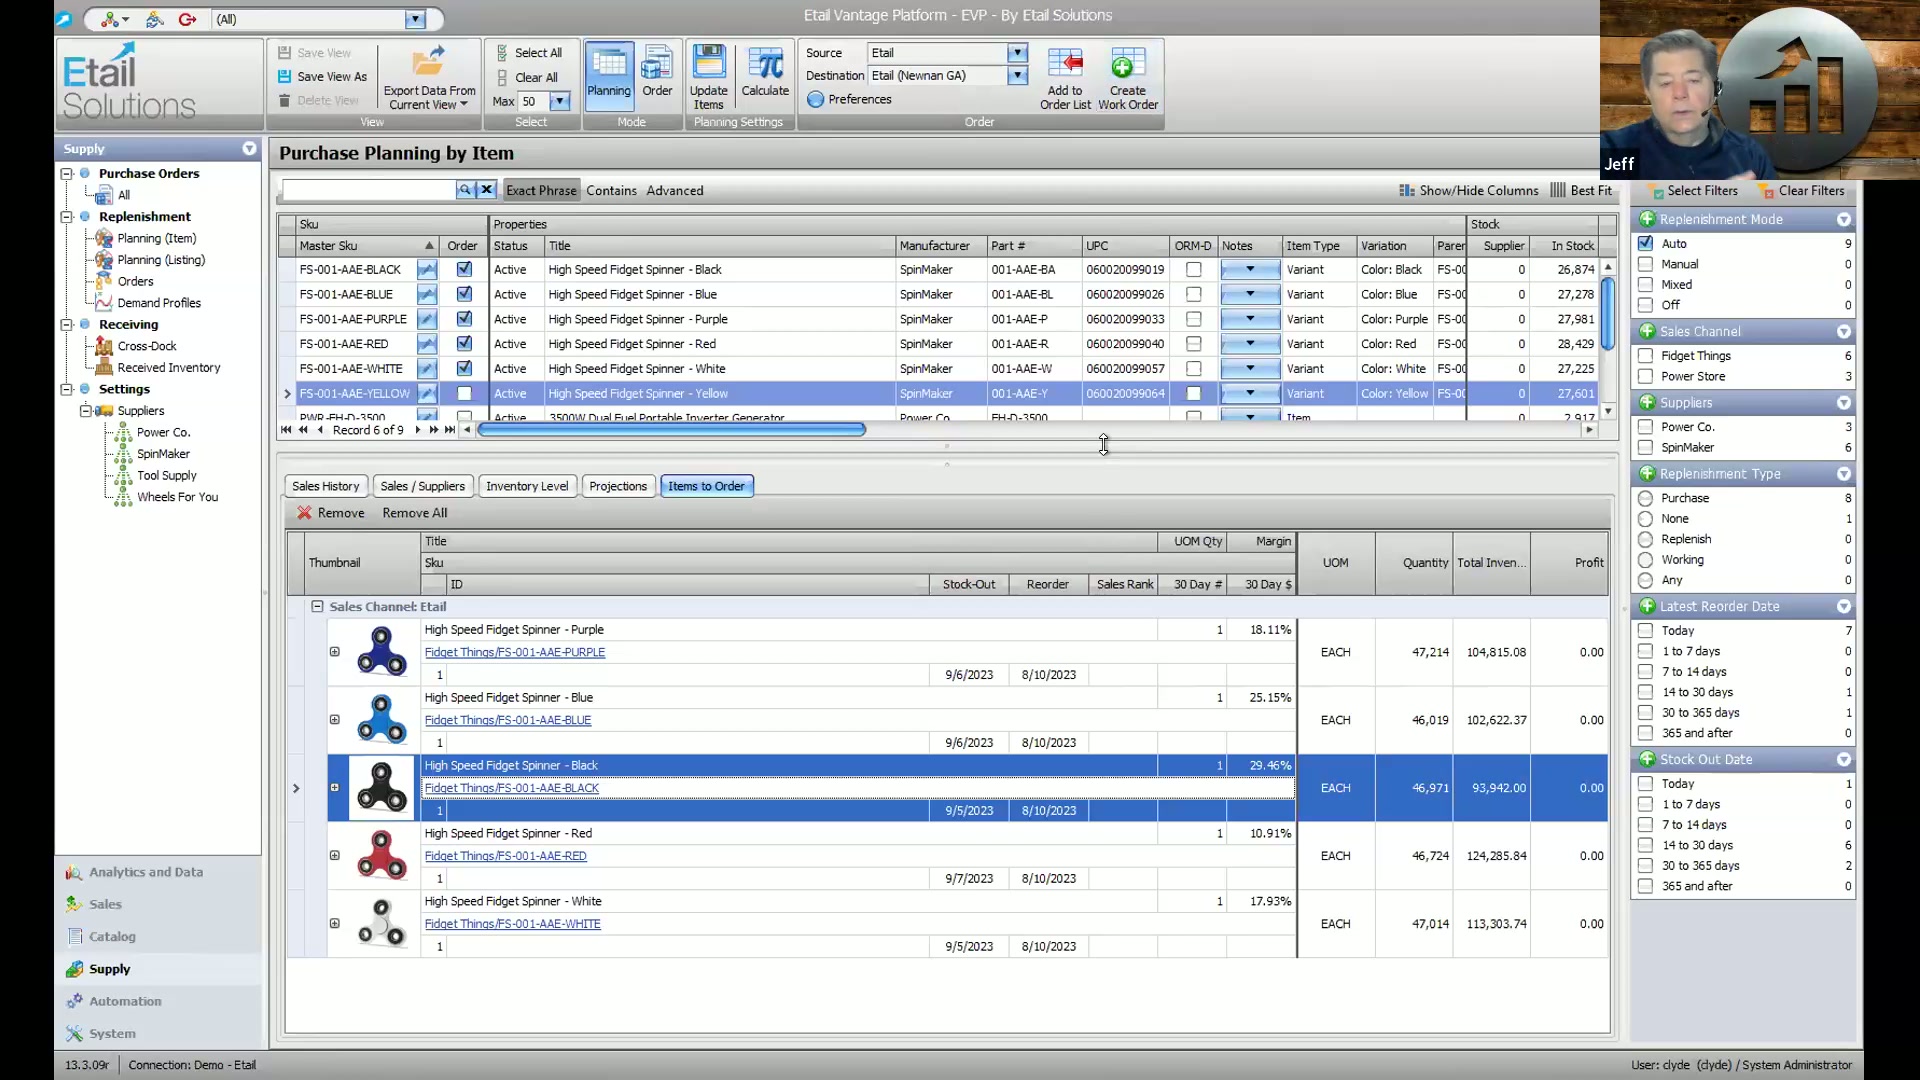 (All)
Etail Vantage Platform - EVP - By Etail Solutions
Etail
Solutions
Save View
Save View As
Delete View
Export Data From
Current View
View
Select All
Clear All
Max 50
Select
Planning
Order
Mode
Update
Items
Calculate
Planning Settings
Source Etail
Destination Etail (Newnan GA)
Preferences
Add to
Order List
Create
Work Order
Order
Jeff
Supply
Purchase Orders
All
Replenishment
Planning (Item)
Planning (Listing)
Orders
Demand Profiles
Receiving
Cross-Dock
Received Inventory
Settings
Suppliers
Power Co.
SpinMaker
Tool Supply
Wheels For You
Analytics and Data
Sales
Catalog
Supply
Automation
System
Purchase Planning by Item
Exact Phrase Contains Advanced
Show/Hide Columns Best Fit
Sku Properties Stock
Master Sku Order Status Title Manufacturer Part # UPC ORM-D Notes Item Type Variation Paren Supplier In Stock
FS-001-AAE-BLACK Active High Speed Fidget Spinner - Black SpinMaker 001-AAE-BA 060020099019 Variant Color: Black FS-00 0 26,874
FS-001-AAE-BLUE Active High Speed Fidget Spinner - Blue SpinMaker 001-AAE-BL 060020099026 Variant Color: Blue FS-00 0 27,278
FS-001-AAE-PURPLE Active High Speed Fidget Spinner - Purple SpinMaker 001-AAE-P 060020099033 Variant Color: Purple FS-00 0 27,981
FS-001-AAE-RED Active High Speed Fidget Spinner - Red SpinMaker 001-AAE-R 060020099040 Variant Color: Red FS-00 0 28,429
FS-001-AAE-WHITE Active High Speed Fidget Spinner - White SpinMaker 001-AAE-W 060020099057 Variant Color: White FS-00 0 27,225
FS-001-AAE-YELLOW Active High Speed Fidget Spinner - Yellow SpinMaker 001-AAE-Y 060020099064 Variant Color: Yellow FS-00 0 27,601
PWR-FH-D-3500 Active 3500W Dual Fuel Portable Inverter Generator Power Co. FH-D-3500 Item 0 2,917
Record 6 of 9
Sales History Sales / Suppliers Inventory Level Projections Items to Order
Remove Remove All
Thumbnail Title UOM Qty Margin UOM Quantity Total Inven... Profit
Sku
ID Stock-Out Reorder Sales Rank 30 Day # 30 Day $
Sales Channel: Etail
High Speed Fidget Spinner - Purple 1 18.11%
Fidget Things/FS-001-AAE-PURPLE EACH 47,214 104,815.08 0.00
1 9/6/2023 8/10/2023
High Speed Fidget Spinner - Blue 1 25.15%
Fidget Things/FS-001-AAE-BLUE EACH 46,019 102,622.37 0.00
1 9/6/2023 8/10/2023
High Speed Fidget Spinner - Black 1 29.46%
Fidget Things/FS-001-AAE-BLACK EACH 46,971 93,942.00 0.00
1 9/5/2023 8/10/2023
High Speed Fidget Spinner - Red 1 10.91%
Fidget Things/FS-001-AAE-RED EACH 46,724 124,285.84 0.00
1 9/7/2023 8/10/2023
High Speed Fidget Spinner - White 1 17.93%
Fidget Things/FS-001-AAE-WHITE EACH 47,014 113,303.74 0.00
1 9/5/2023 8/10/2023
Select Filters Clear Filters
Replenishment Mode
Auto 9
Manual 0
Mixed 0
Off 0
Sales Channel
Fidget Things 6
Power Store 3
Suppliers
Power Co. 3
SpinMaker 6
Replenishment Type
Purchase 8
None 1
Replenish 0
Working 0
Any 0
Latest Reorder Date
Today 7
1 to 7 days 0
7 to 14 days 0
14 to 30 days 1
30 to 365 days 1
365 and after 0
Stock Out Date
Today 1
1 to 7 days 0
7 to 14 days 0
14 to 30 days 6
30 to 365 days 2
365 and after 0
13.3.09r Connection: Demo - Etail
User: clyde (clyde) / System Administrator